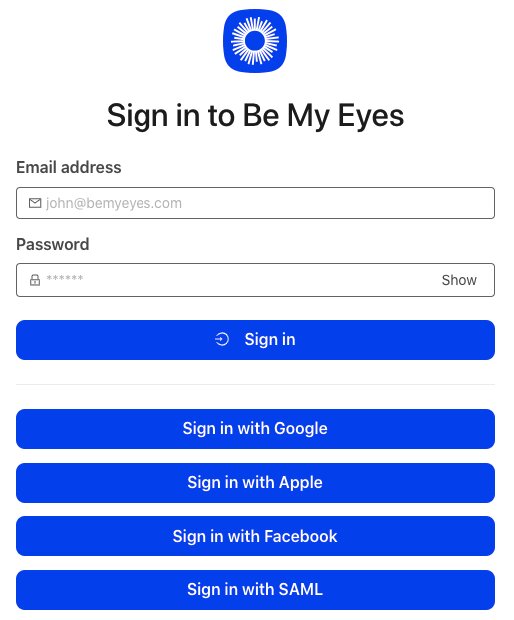 Sign in to Be My Eyes
Email address
john@bemyeyes.com
Password
******
Show
Sign in
Sign in with Google
Sign in with Apple
Sign in with Facebook
Sign in with SAML